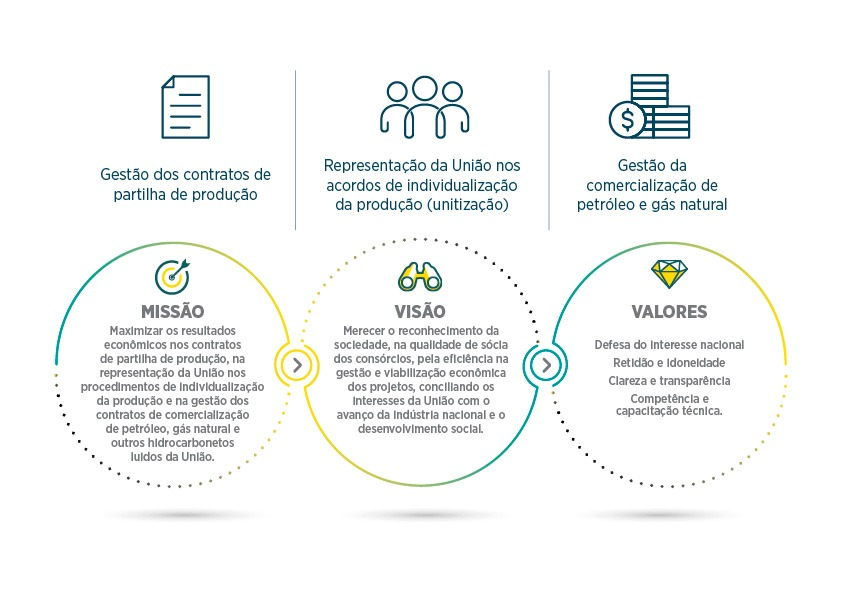 Gestão dos contratos de
partilha de produção
Representação da União nos
acordos de individualização
da produção (unitização)
Gestão da
comercialização de
petróleo e gás natural
$
MISSÃO
Maximizar os resultados
econômicos nos contratos
de partilha de produção, na
representação da União nos
procedimentos de individualização
da produção e na gestão dos
contratos de comercialização
de petróleo, gás natural e
outros hidrocarbonetos
luidos da União.
VISÃO
Merecer o reconhecimento da
sociedade, na qualidade de sócia
dos consórcios, pela eficiência na
gestão e viabilização econômica
dos projetos, conciliando os
interesses da União com o
avanço da indústria nacional e o
desenvolvimento social.
VALORES
Defesa do interesse nacional
Retidão e idoneidade
Clareza e transparência
Competência e
capacitação técnica.